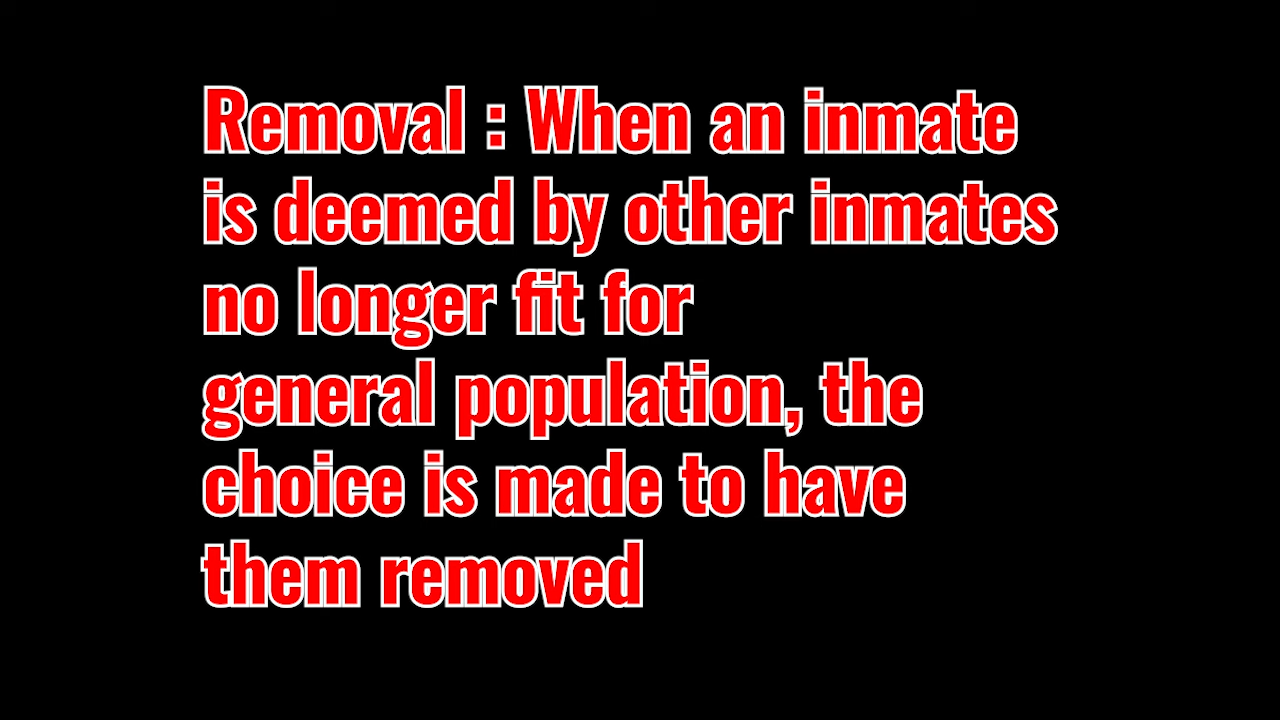 Removal : When an inmate
is deemed by other inmates
no longer fit for
general population, the
choice is made to have
them removed